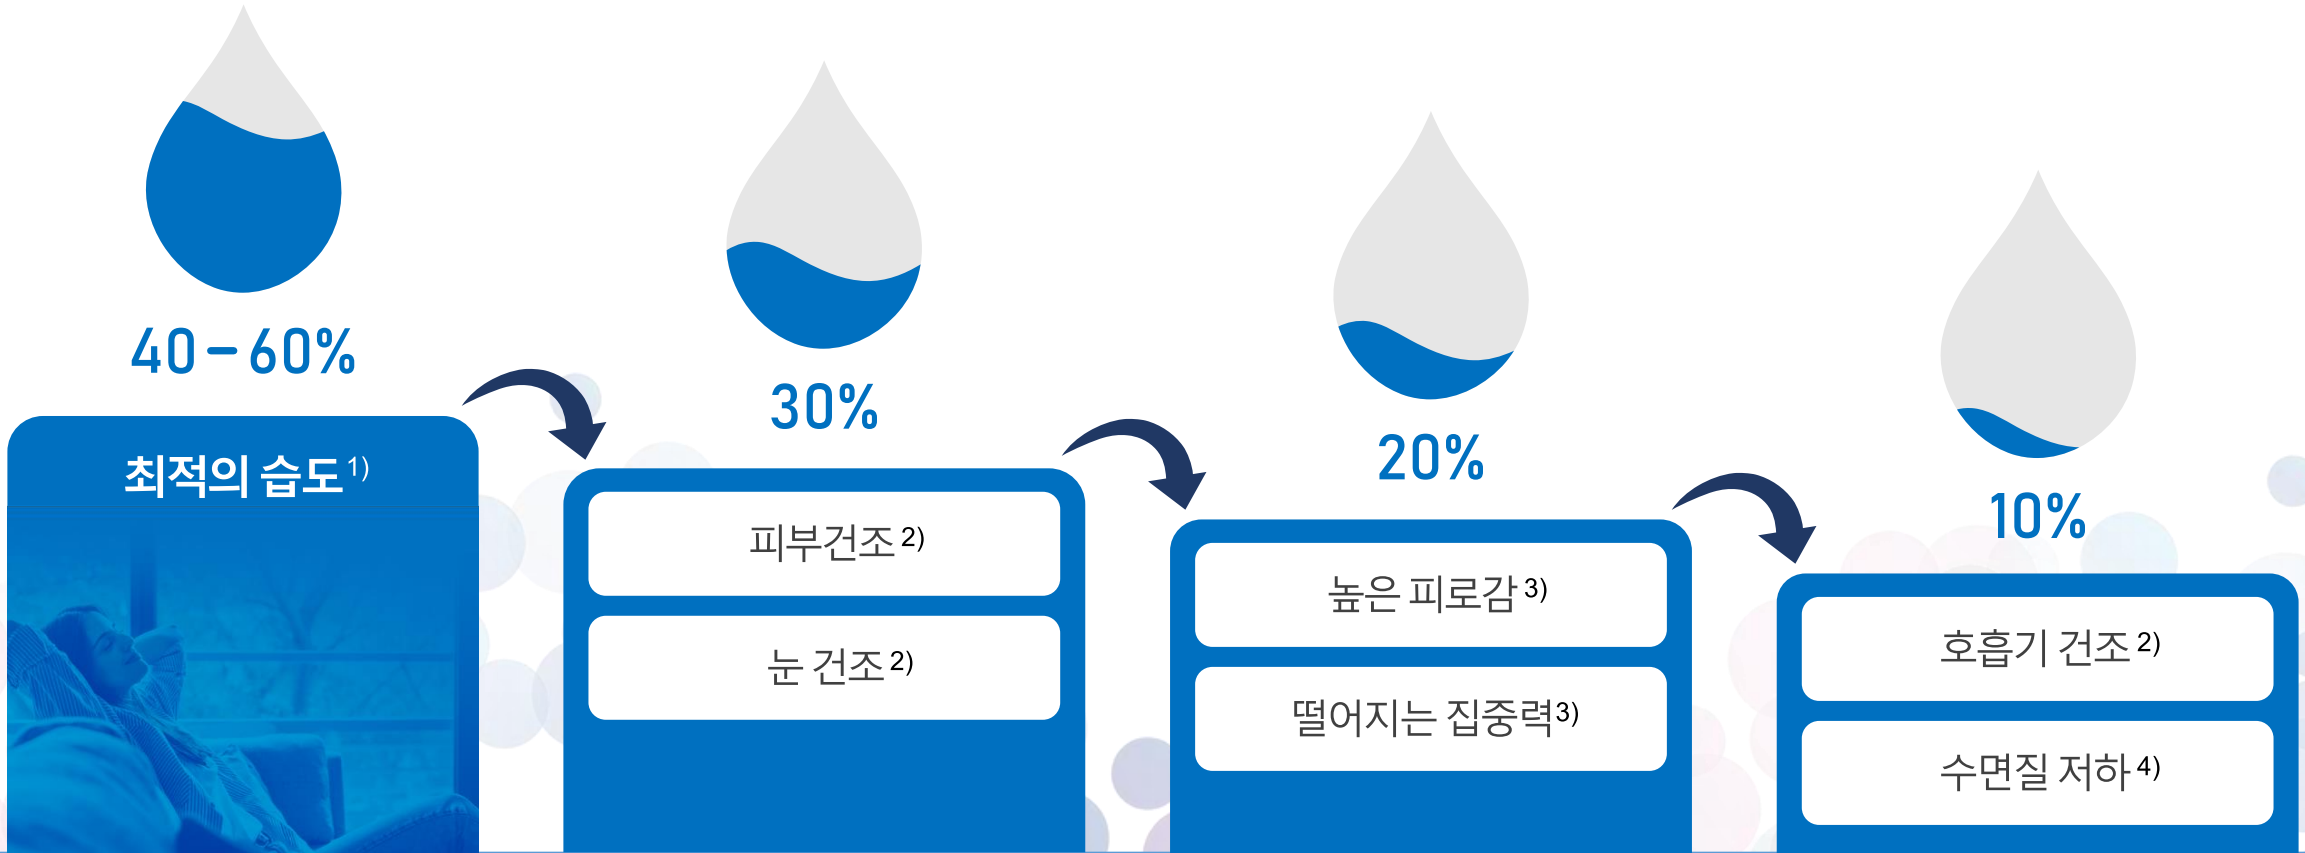 40–60%
최적의 습도 1)
30%
피부건조 2)
눈 건조 2)
20%
높은 피로감 3)
떨어지는 집중력3)
10%
호흡기 건조 2)
수면질 저하 4)